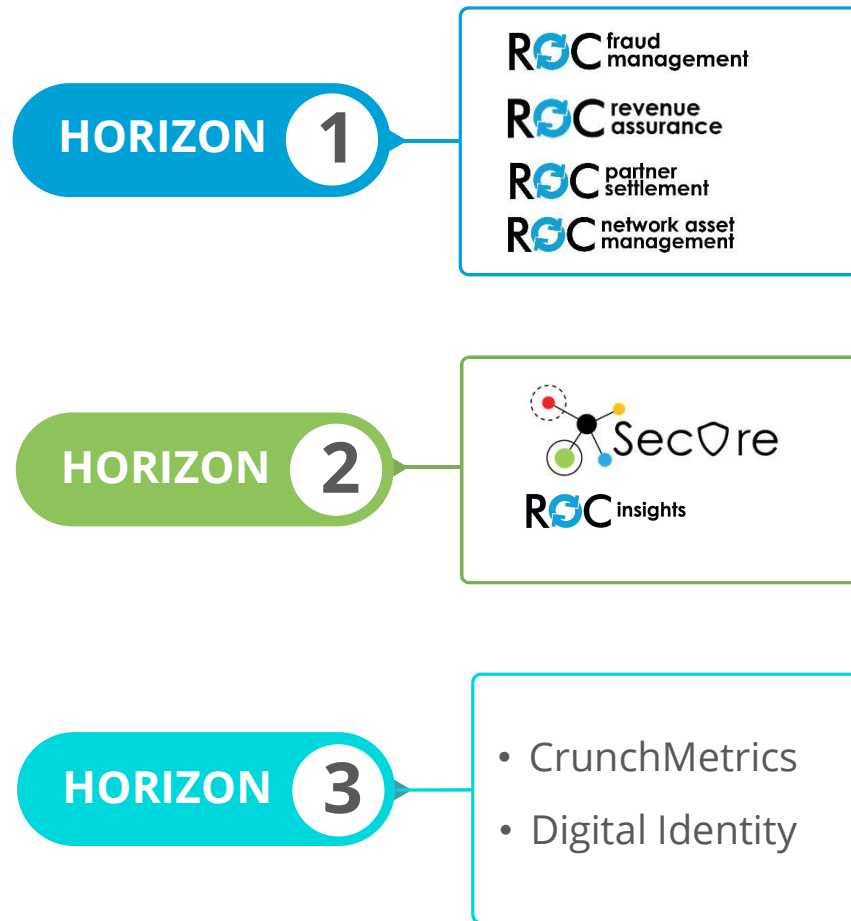 HORIZON 1
ROC fraud
management
ROC revenue
assurance
ROC partner
settlement
ROC network asset
management
HORIZON 2
Secure
ROC insights
HORIZON 3
• CrunchMetrics
• Digital Identity